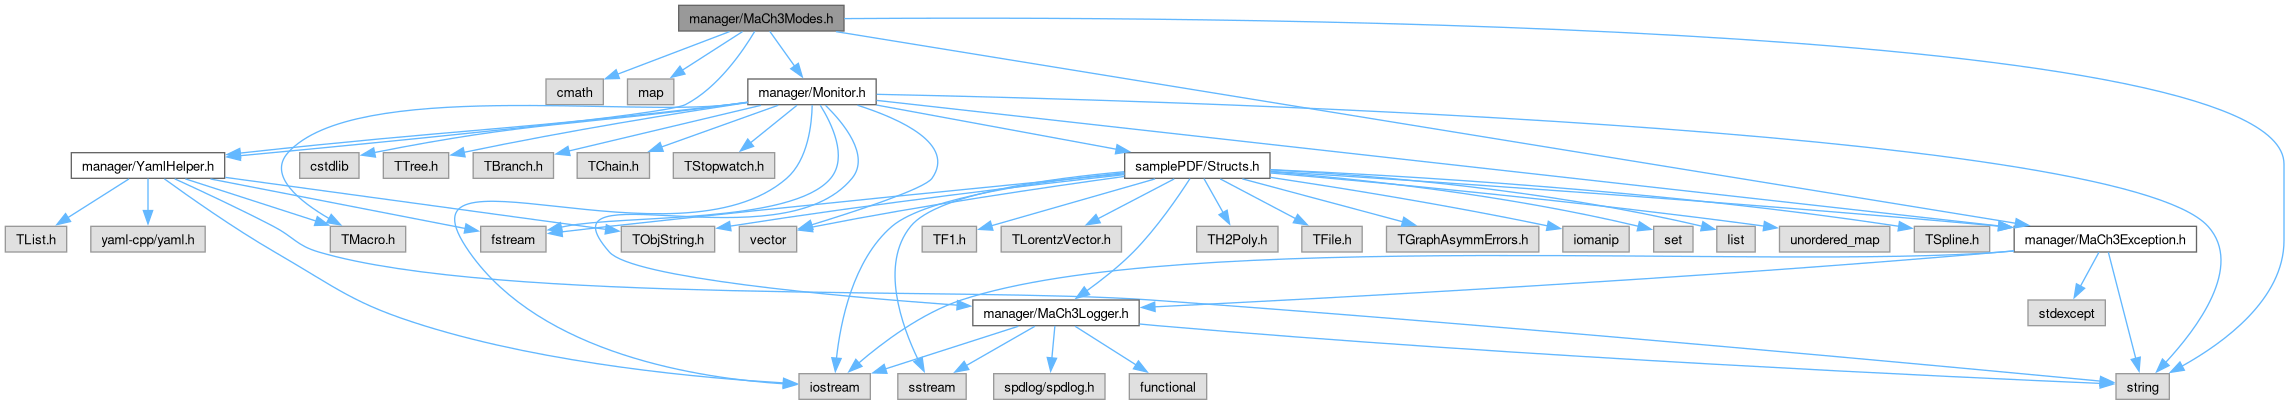 manager/MaCh3Modes.h
cmath
map
manager/Monitor.h
manager/YamlHelper.h
cstdlib
TTree.h
TBranch.h
TChain.h
TStopwatch.h
samplePDF/Structs.h
TList.h
yaml-cpp/yaml.h
TMacro.h
fstream
TObjString.h
vector
TF1.h
TLorentzVector.h
TH2Poly.h
TFile.h
TGraphAsymmErrors.h
iomanip
set
list
unordered_map
TSpline.h
manager/MaCh3Exception.h
manager/MaCh3Logger.h
stdexcept
iostream
sstream
spdlog/spdlog.h
functional
string